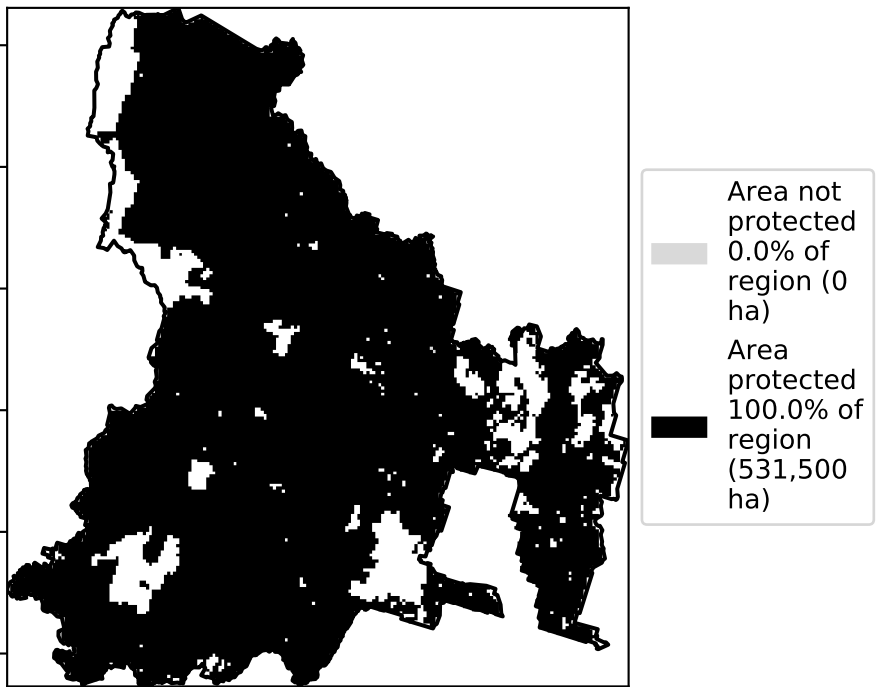 Area not
protected
0.0% of
region (0
ha)
Area
protected
100.0% of
region
(531,500
ha)